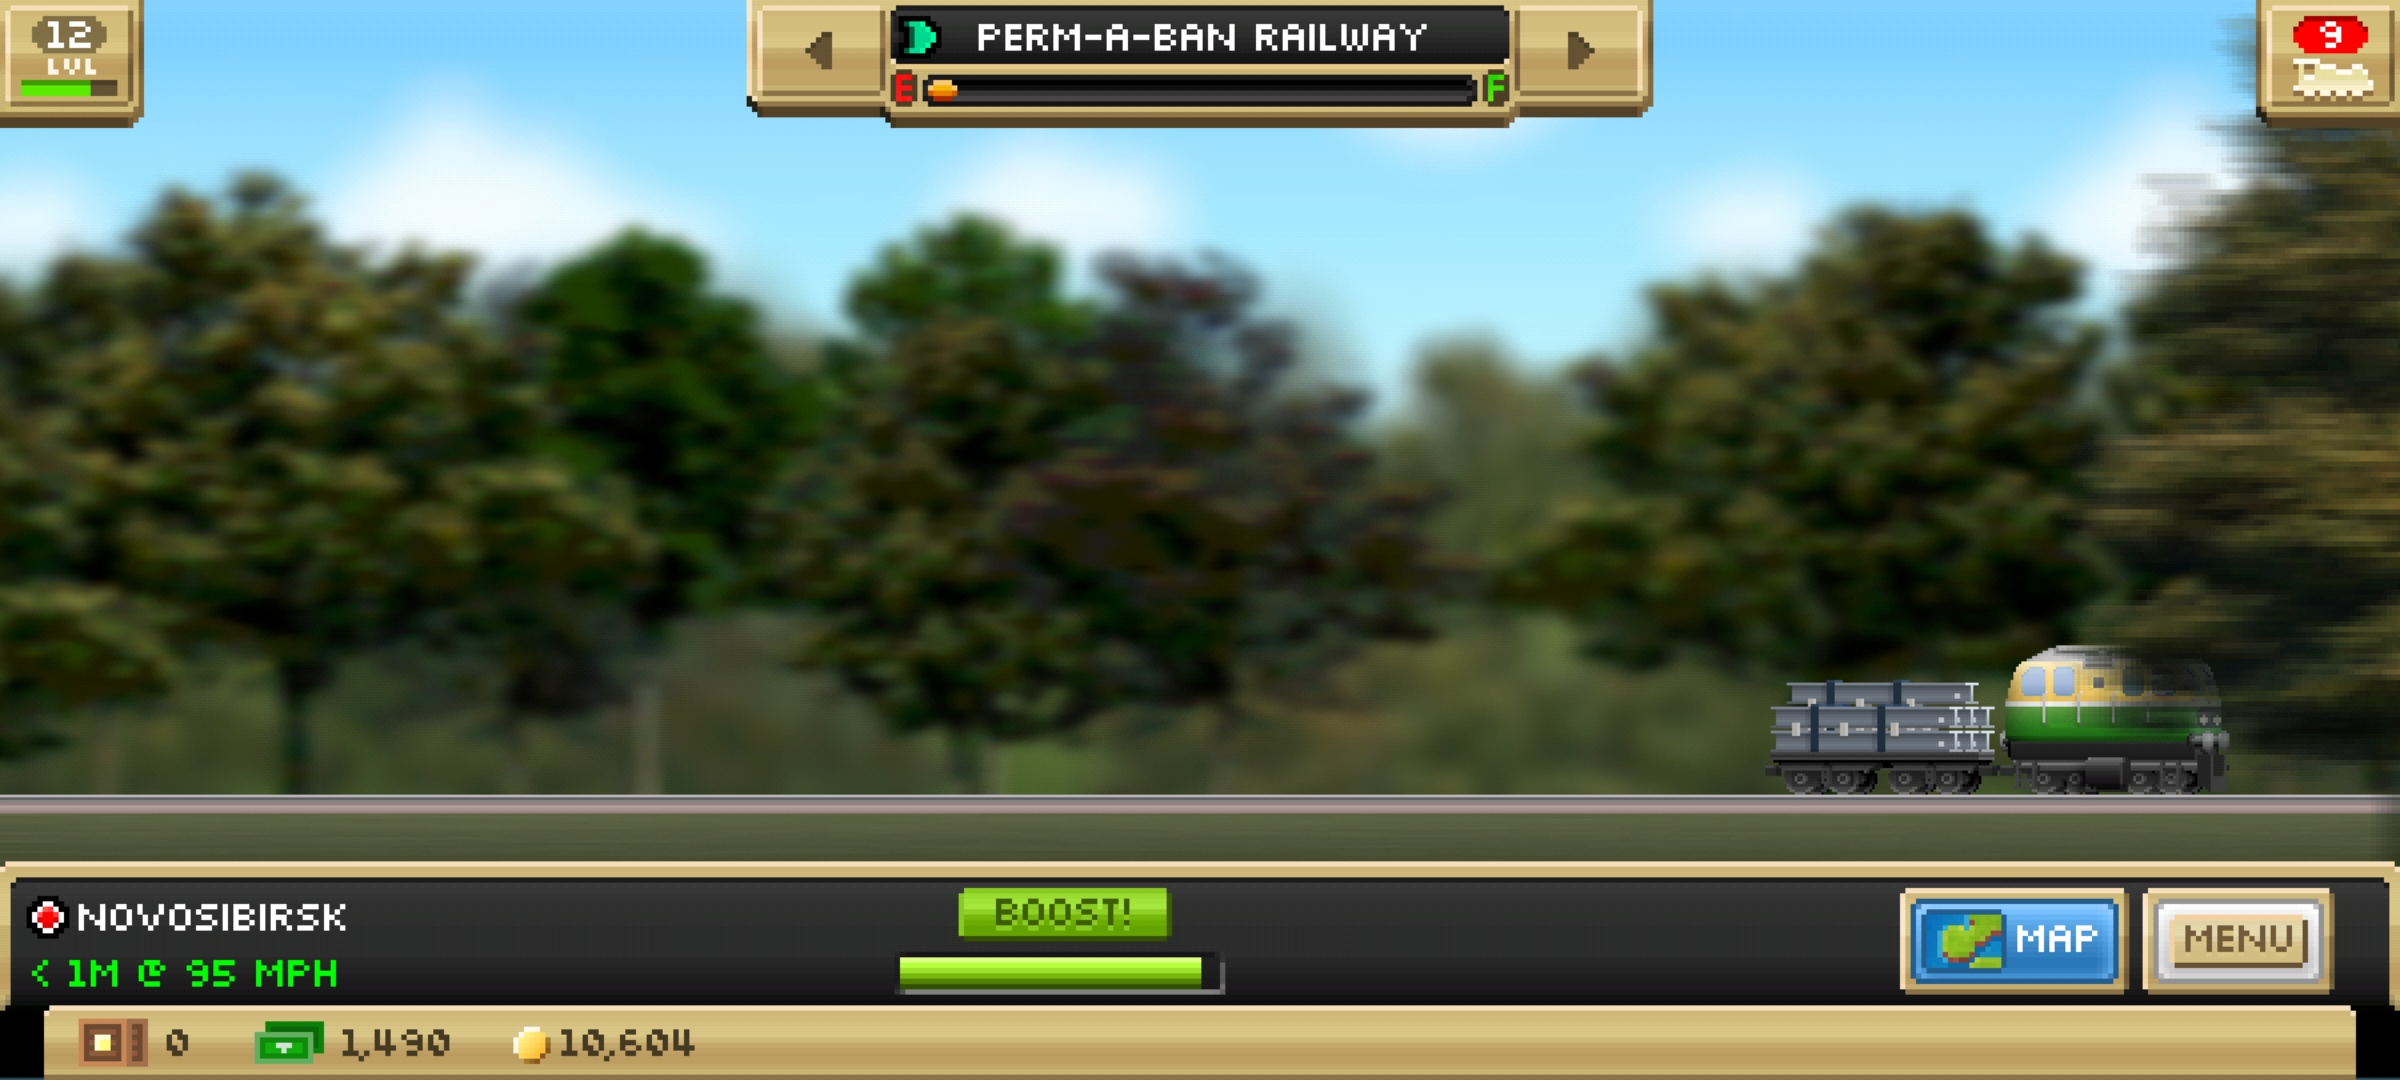 12
LVL
PERM-A-BAN RAILWAY
E F
9
NOVOSIBIRSK
< 1M @ 95 MPH
BOOST!
MAP
MENU
0
1,490
10,604